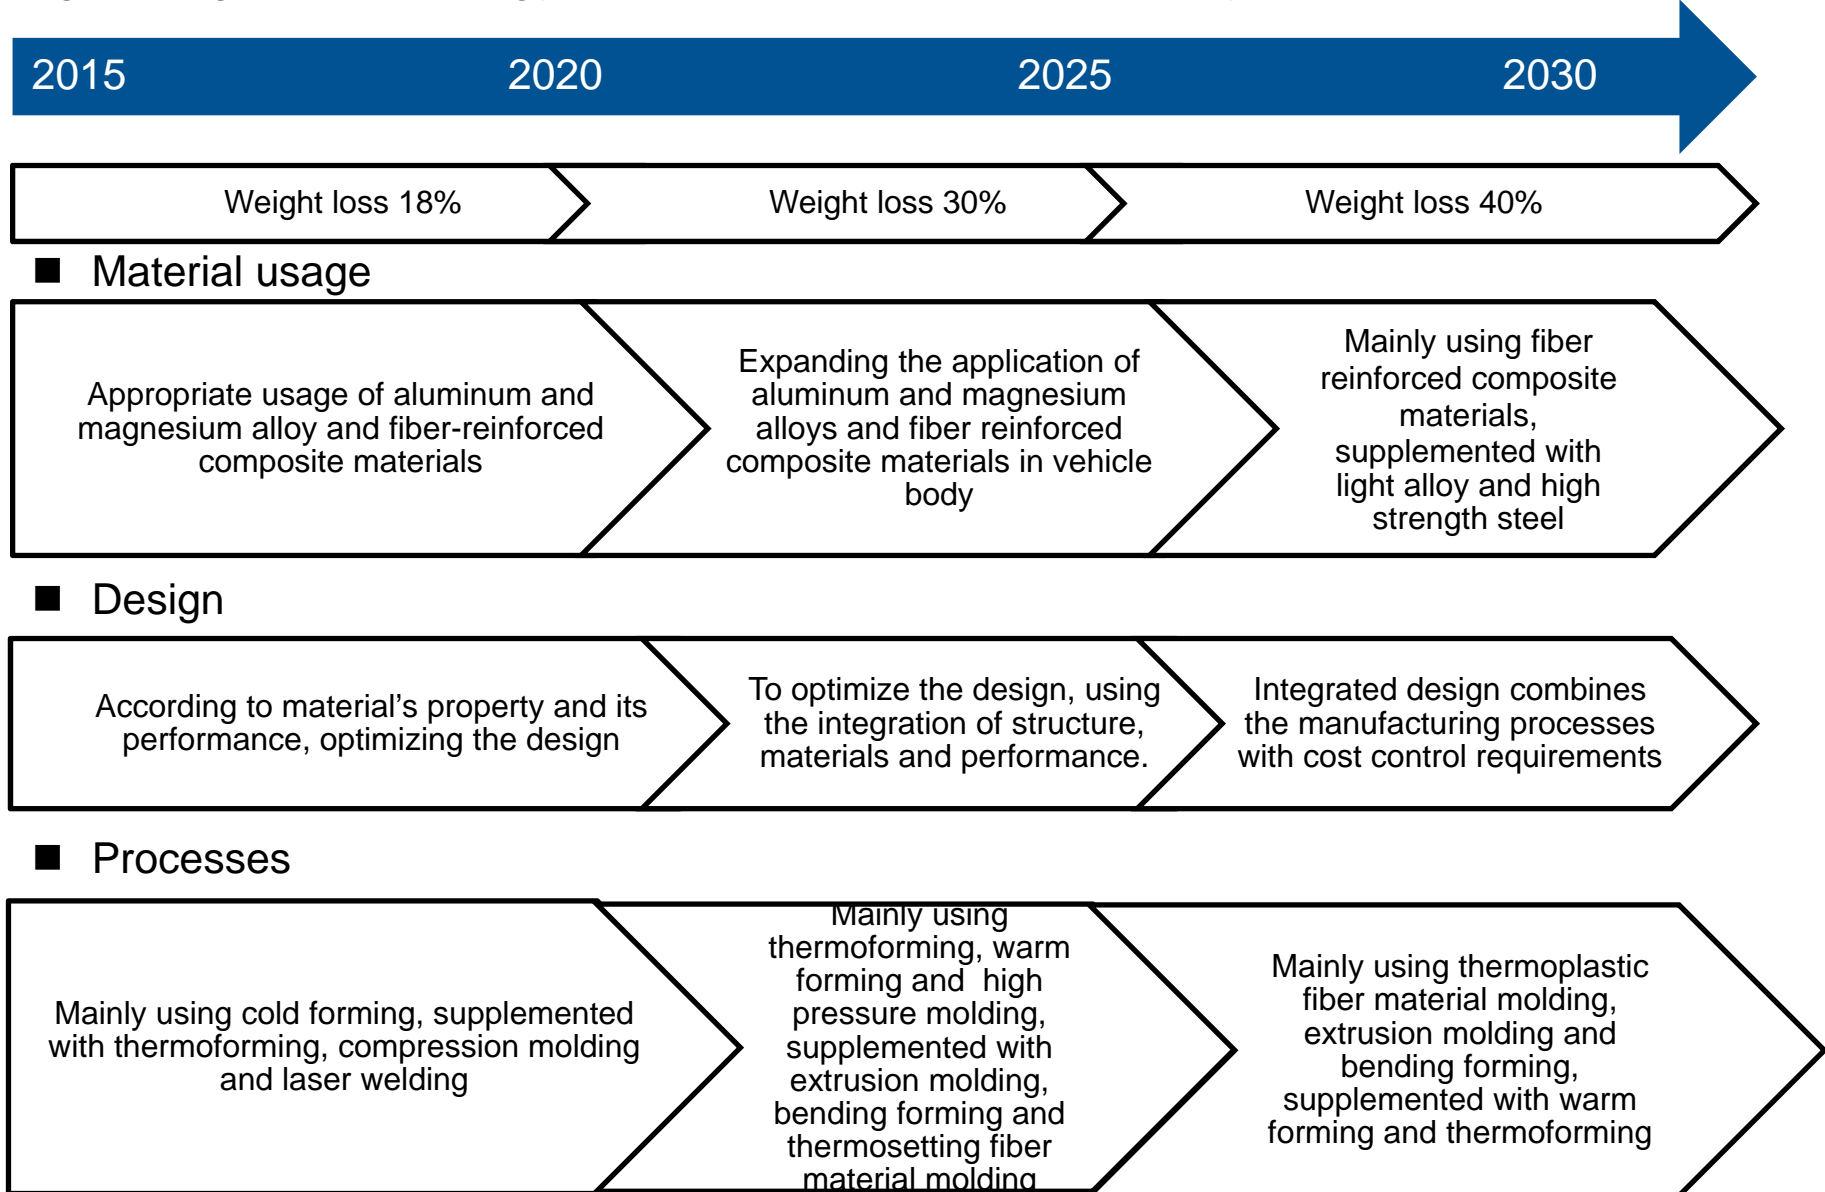 2015 2020 2025 2030
Weight loss 18%
Weight loss 30%
Weight loss 40%
■ Material usage
Appropriate usage of aluminum and
magnesium alloy and fiber-reinforced
composite materials
Expanding the application of
aluminum and magnesium
alloys and fiber reinforced
composite materials in vehicle
body
Mainly using fiber
reinforced composite
materials,
supplemented with
light alloy and high
strength steel
■ Design
According to material’s property and its
performance, optimizing the design
To optimize the design, using
the integration of structure,
materials and performance.
Integrated design combines
the manufacturing processes
with cost control requirements
■ Processes
Mainly using cold forming, supplemented
with thermoforming, compression molding
and laser welding
Mainly using
thermoforming, warm
forming and high
pressure molding,
supplemented with
extrusion molding,
bending forming and
thermosetting fiber
material molding
Mainly using thermoplastic
fiber material molding,
extrusion molding and
bending forming,
supplemented with warm
forming and thermoforming